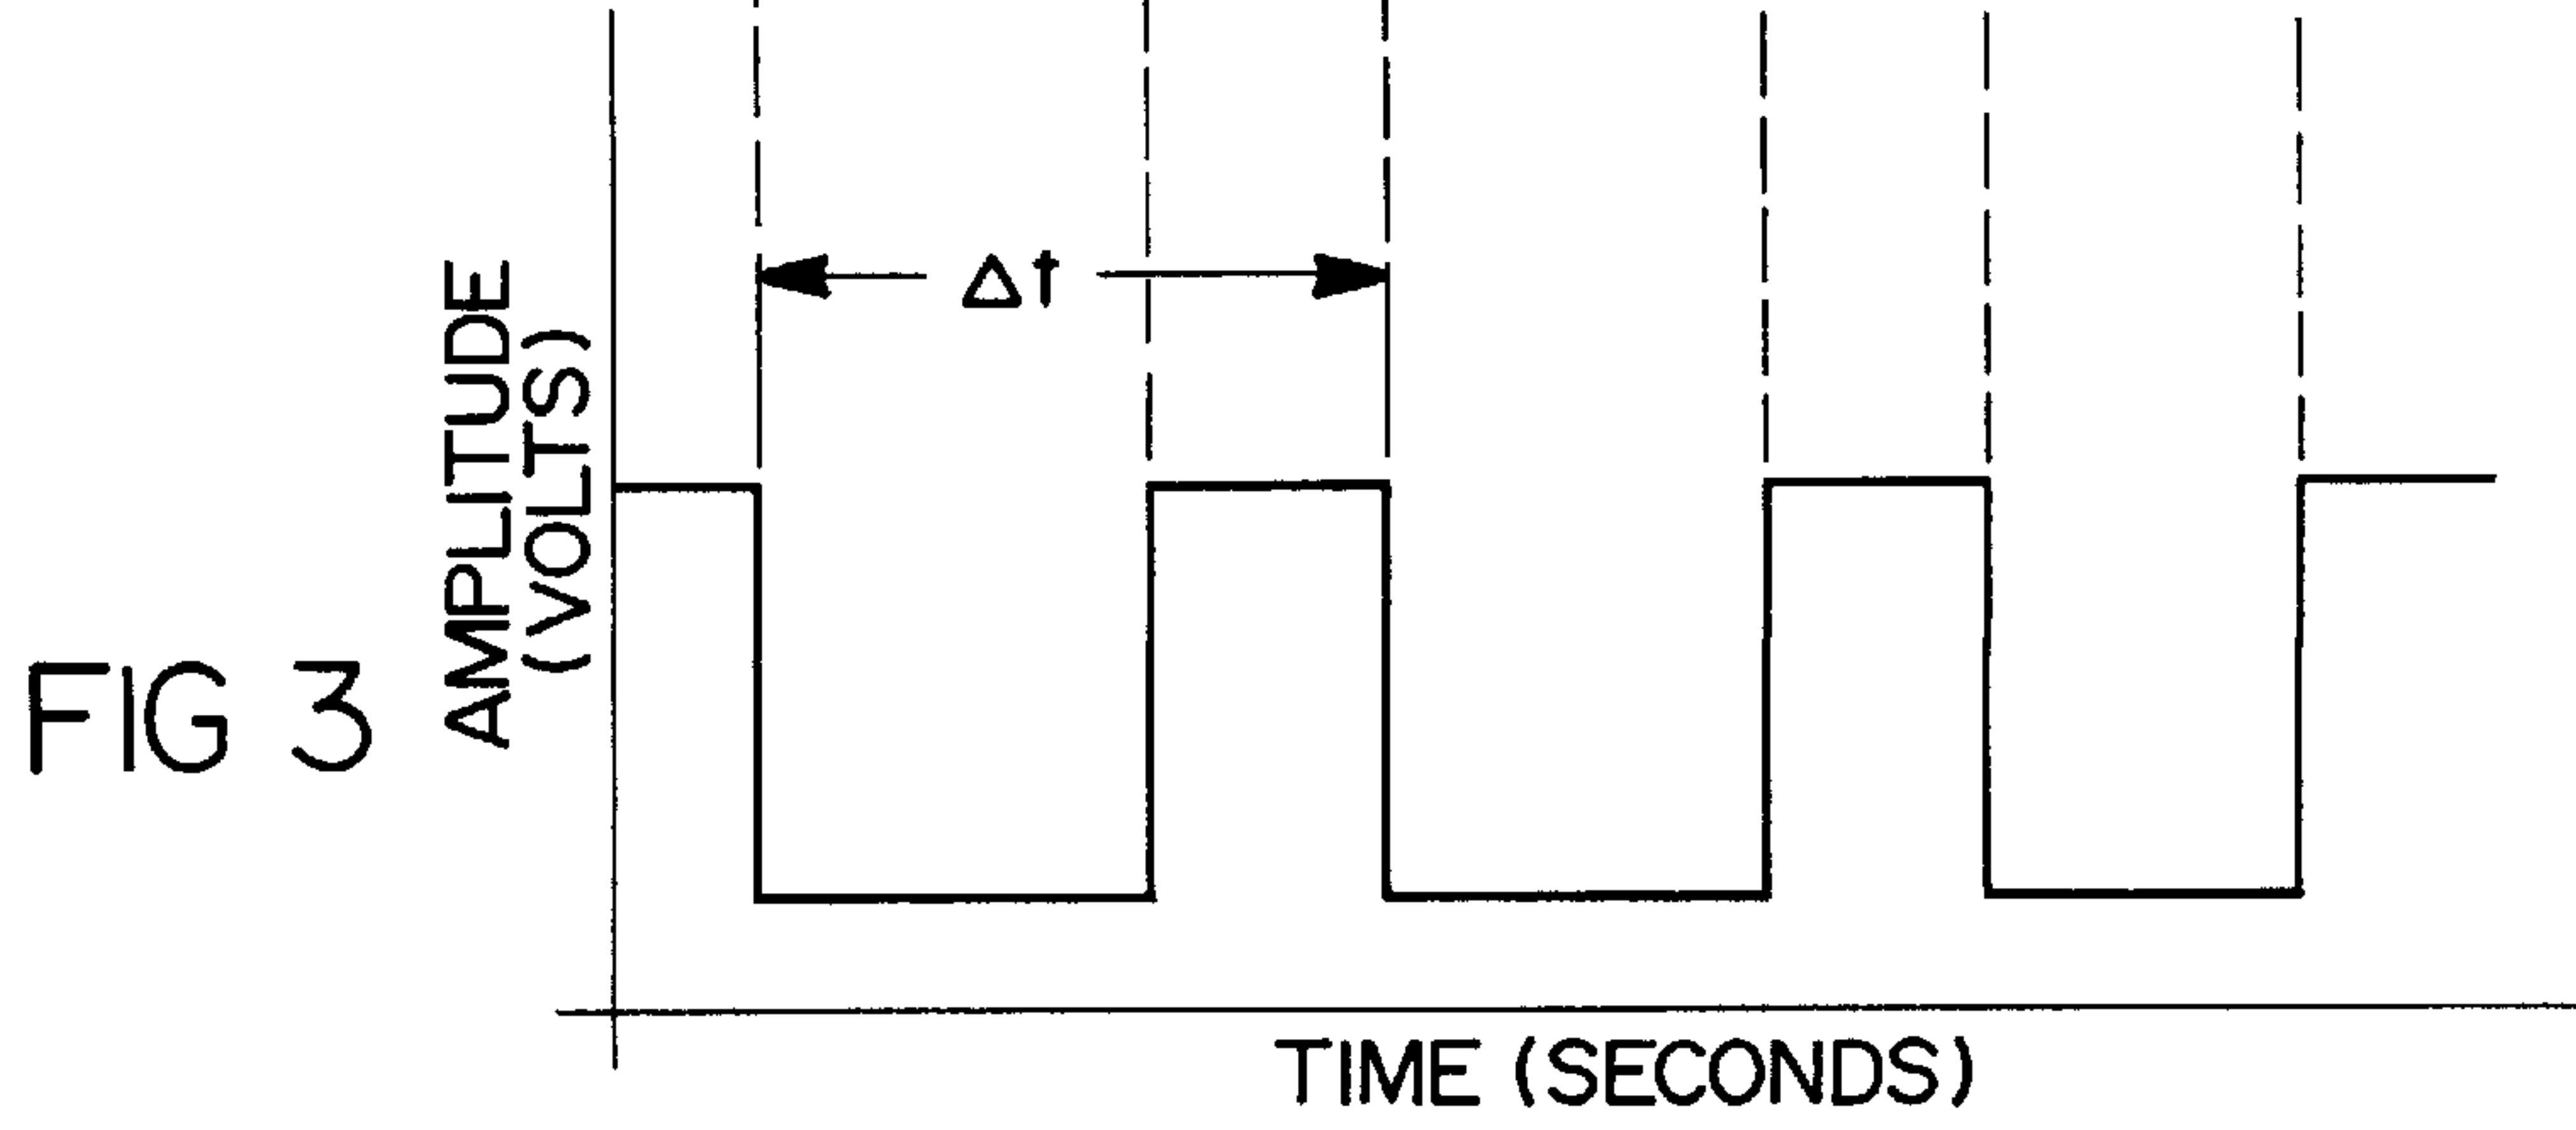 Δt
AMPLITUDE
(VOLTS)
FIG 3
TIME (SECONDS)